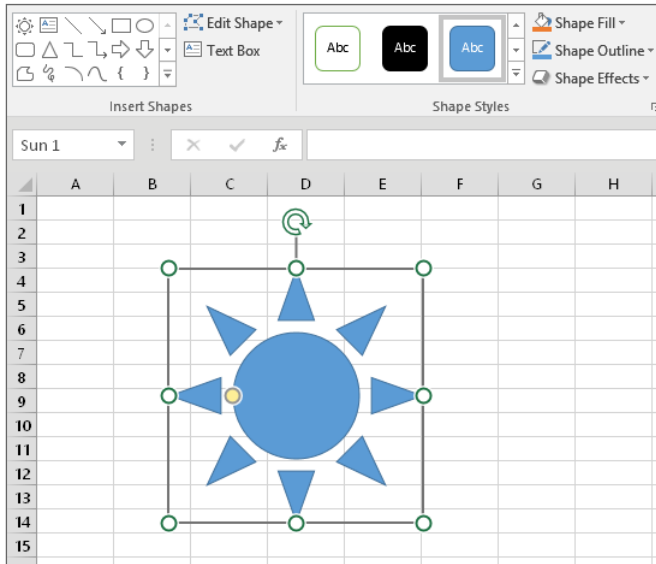 Edit Shape
Text Box
Insert Shapes
Abc Abc Abc
Shape Styles
Shape Fill
Shape Outline
Shape Effects
Sun 1
fx
A B C D E F G H
1
2
3
4
5
6
7
8
9
10
11
12
13
14
15